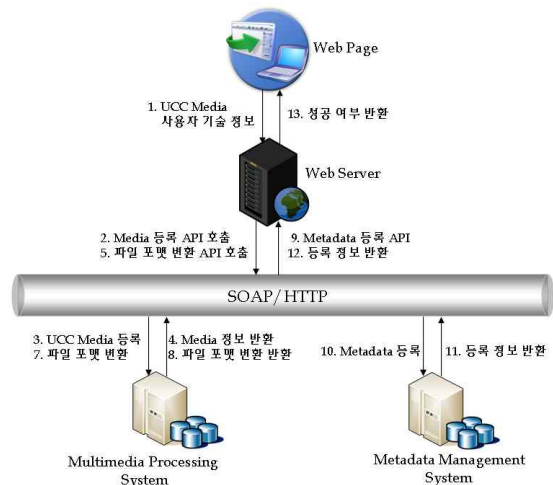 Web Page
1. UCC Media
사용자 기술 정보
13. 성공 여부 반환
Web Server
2. Media 등록 API 호출
5. 파일 포맷 변환 API 호출
9. Metadata 등록 API
12. 등록 정보 반환
SOAP/HTTP
3. UCC Media 등록
7. 파일 포맷 변환
4. Media 정보 반환
8. 파일 포맷 변환 반환
10. Metadata 등록
11. 등록 정보 반환
Multimedia Processing
System
Metadata Management
System